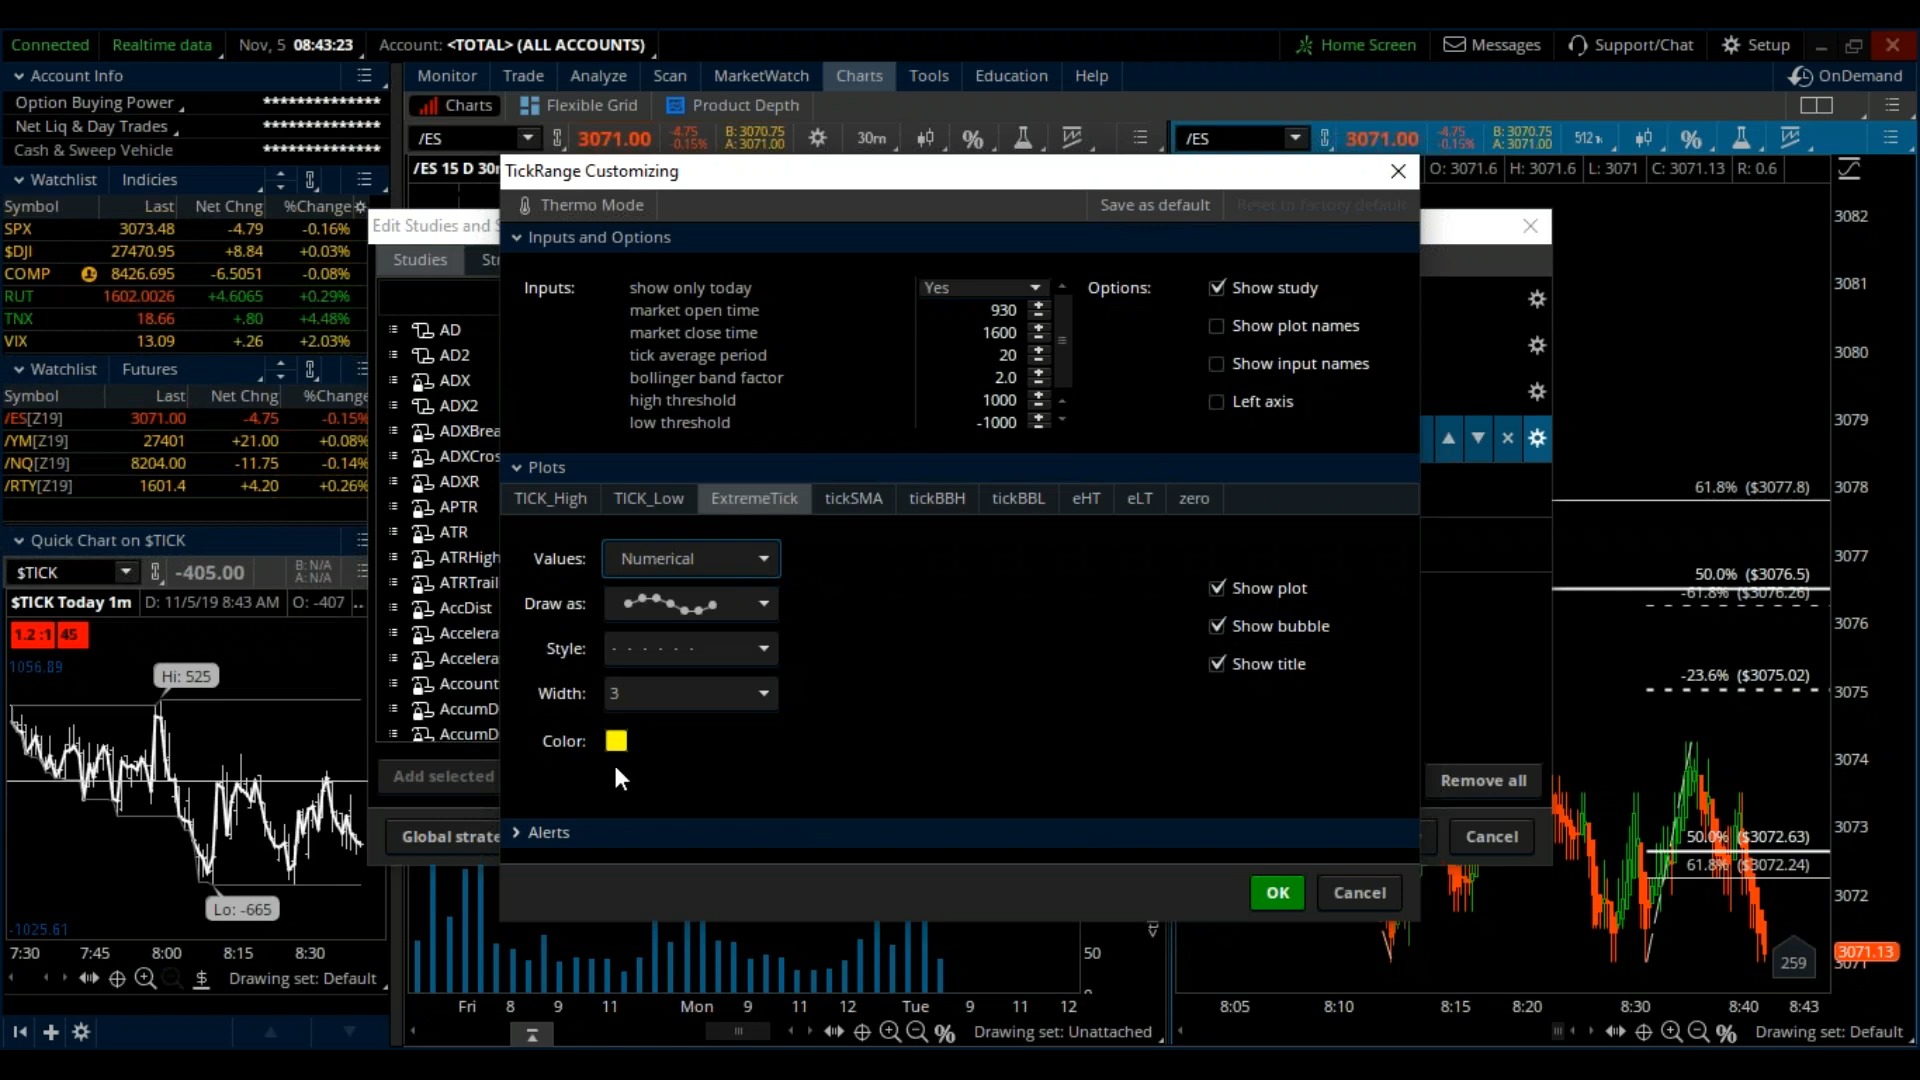 Connected Realtime data Nov, 5 08:43:23 Account: <TOTAL> (ALL ACCOUNTS) Home Screen Messages Support/Chat Setup
Account Info
Monitor Trade Analyze Scan MarketWatch Charts Tools Education Help OnDemand
Option Buying Power **************
Net Liq & Day Trades **************
Cash & Sweep Vehicle **************
Charts Flexible Grid Product Depth
/ES 3071.00 -4.75 -0.15% B: 3070.75 A: 3071.00 30m
/ES 3071.00 -4.75 -0.15% B: 3070.75 A: 3071.00 512
/ES 15 D 30
O: 3071.6 H: 3071.6 L: 3071 C: 3071.13 R: 0.6
Watchlist Indicies
Symbol Last Net Chng %Change
SPX 3073.48 -4.79 -0.16%
$DJI 27470.95 +8.84 +0.03%
COMP 8426.695 -6.5051 -0.08%
RUT 1602.0026 +4.6065 +0.29%
TNX 18.66 +.80 +4.48%
VIX 13.09 +.26 +2.03%
Watchlist Futures
Symbol Last Net Chng %Change
/ES[Z19] 3071.00 -4.75 -0.15%
/YM[Z19] 27401 +21.00 +0.08%
/NQ[Z19] 8204.00 -11.75 -0.14%
/RTY[Z19] 1601.4 +4.20 +0.26%
Quick Chart on $TICK
$TICK -405.00 B: N/A A: N/A
$TICK Today 1m D: 11/5/19 8:43 AM O: -407 ..
1.2 :1 45
1056.89
Hi: 525
Lo: -665
-1025.61
7:30 7:45 8:00 8:15 8:30
Drawing set: Default
Edit Studies and
Studies
AD
AD2
ADX
ADX2
ADXBrea
ADXCros
ADXR
APTR
ATR
ATRHigh
ATRTrail
AccDist
Accelera
Accelera
Account
AccumD
AccumD
Add selected
Global strate
TickRange Customizing
Thermo Mode Save as default Reset to factory default
Inputs and Options
Inputs:
show only today Yes
market open time 930
market close time 1600
tick average period 20
bollinger band factor 2.0
high threshold 1000
low threshold -1000
Options:
Show study
Show plot names
Show input names
Left axis
Plots
TICK_High TICK_Low ExtremeTick tickSMA tickBBH tickBBL eHT eLT zero
Values: Numerical
Draw as:
Style:
Width: 3
Color:
Show plot
Show bubble
Show title
Alerts
OK Cancel
Remove all
Cancel
50
Fri 8 9 11 Mon 9 11 12 Tue 9 11 12
Drawing set: Unattached
61.8% ($3077.8)
50.0% ($3076.5)
-61.8% ($3076.26)
-23.6% ($3075.02)
50.0% ($3072.63)
61.8% ($3072.24)
3082
3081
3080
3079
3078
3077
3076
3075
3074
3073
3072
3071.13
3071
259
8:05 8:10 8:15 8:20 8:30 8:40 8:43
Drawing set: Default